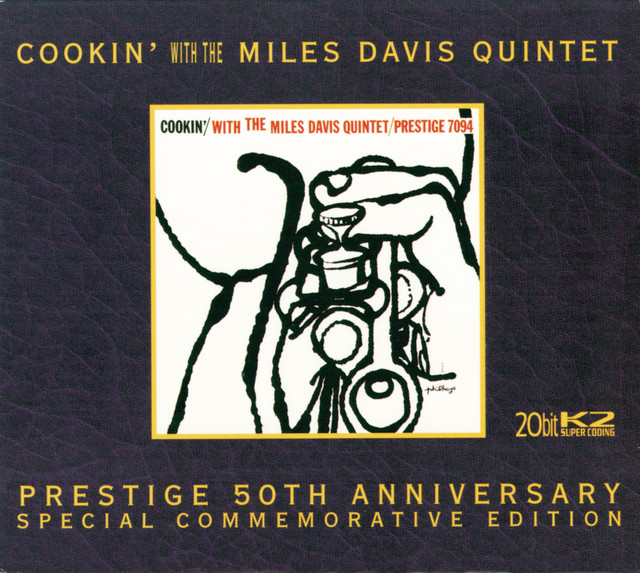 COOKIN' WITH THE MILES DAVIS QUINTET
COOKIN'/WITH THE MILES DAVIS QUINTET/PRESTIGE 7094
philhays
20bit K2
SUPER CODING
PRESTIGE 50TH ANNIVERSARY
SPECIAL COMMEMORATIVE EDITION